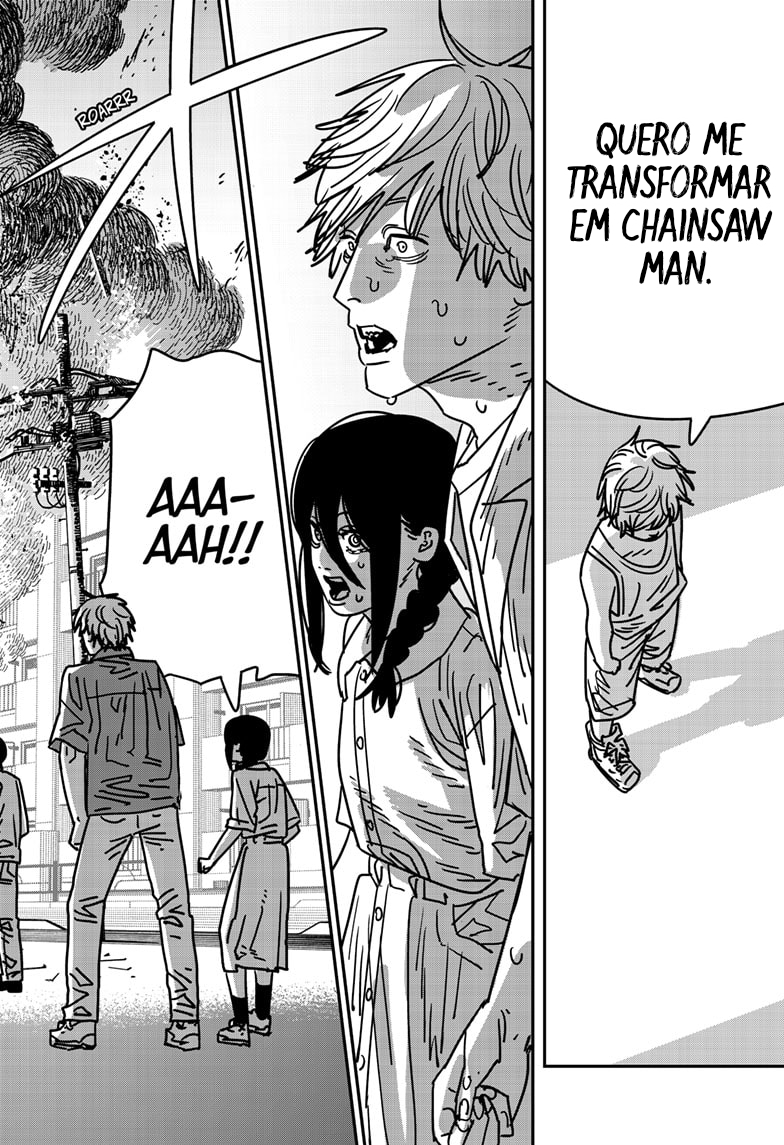 QUERO ME
TRANSFORMAR
EM CHAINSAW
MAN.
ROARRR
AAA-
AAH!!